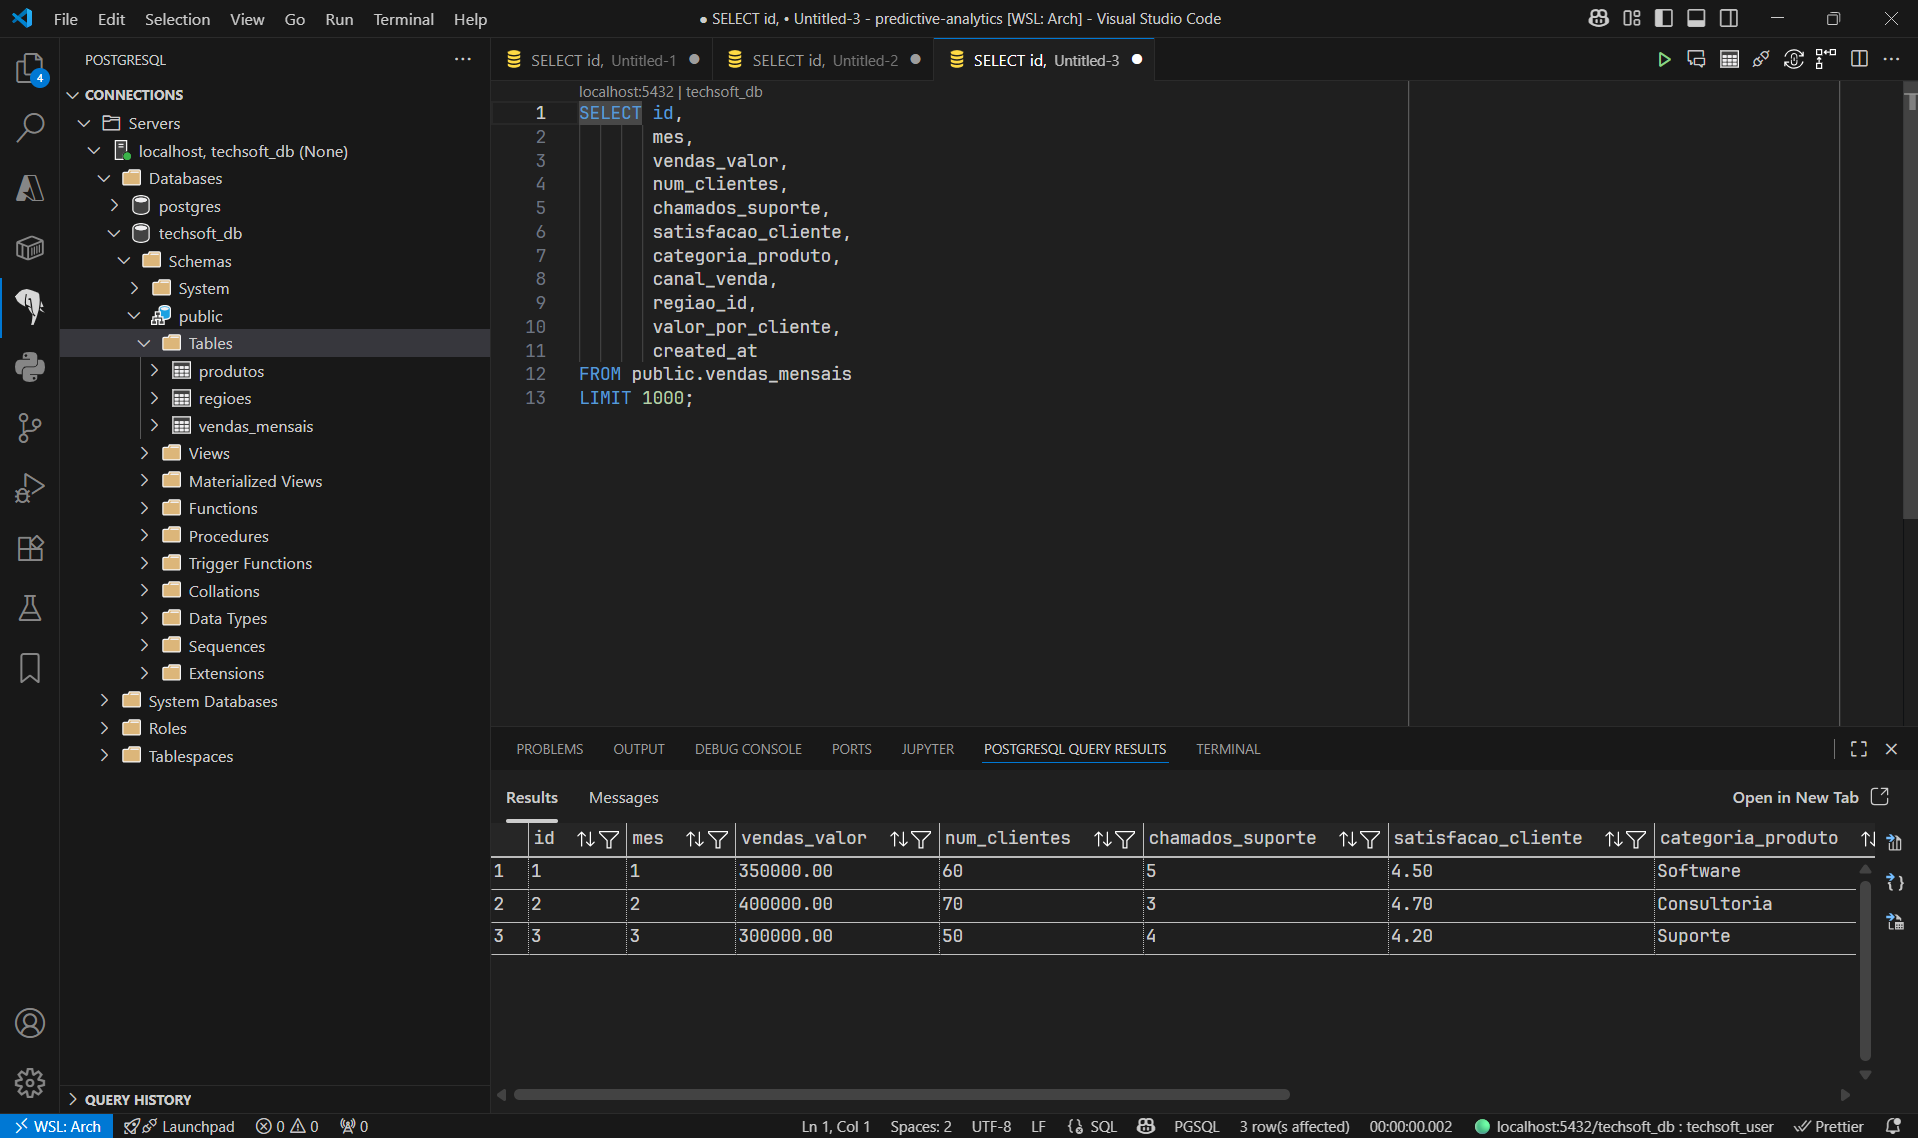 File Edit Selection View Go Run Terminal Help
● SELECT id, • Untitled-3 - predictive-analytics [WSL: Arch] - Visual Studio Code
4
POSTGRESQL
CONNECTIONS
Servers
localhost, techsoft_db (None)
Databases
postgres
techsoft_db
Schemas
System
public
Tables
produtos
regioes
vendas_mensais
Views
Materialized Views
Functions
Procedures
Trigger Functions
Collations
Data Types
Sequences
Extensions
System Databases
Roles
Tablespaces
QUERY HISTORY
SELECT id, Untitled-1
SELECT id, Untitled-2
SELECT id, Untitled-3
localhost:5432 | techsoft_db
1 SELECT id,
2 mes,
3 vendas_valor,
4 num_clientes,
5 chamados_suporte,
6 satisfacao_cliente,
7 categoria_produto,
8 canal_venda,
9 regiao_id,
10 valor_por_cliente,
11 created_at
12 FROM public.vendas_mensais
13 LIMIT 1000;
PROBLEMS OUTPUT DEBUG CONSOLE PORTS JUPYTER POSTGRESQL QUERY RESULTS TERMINAL
Results Messages Open in New Tab
id mes vendas_valor num_clientes chamados_suporte satisfacao_cliente categoria_produto
1 1 1 350000.00 60 5 4.50 Software
2 2 2 400000.00 70 3 4.70 Consultoria
3 3 3 300000.00 50 4 4.20 Suporte
WSL: Arch Launchpad 0 0 0 Ln 1, Col 1 Spaces: 2 UTF-8 LF SQL PGSQL 3 row(s affected) 00:00:00.002 localhost:5432/techsoft_db : techsoft_user Prettier